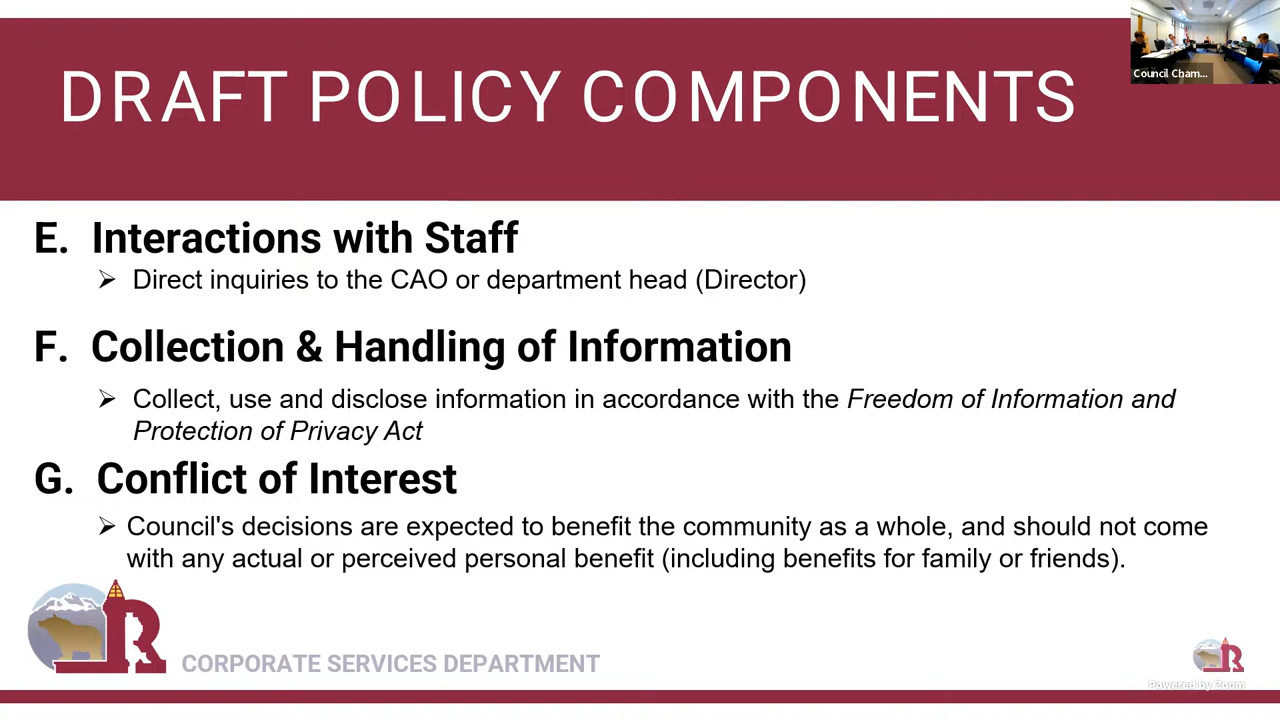 DRAFT POLICY COMPONENTS
Council Cham...
E. Interactions with Staff
➢ Direct inquiries to the CAO or department head (Director)
F. Collection & Handling of Information
➢ Collect, use and disclose information in accordance with the Freedom of Information and
Protection of Privacy Act
G. Conflict of Interest
➢ Council's decisions are expected to benefit the community as a whole, and should not come
with any actual or perceived personal benefit (including benefits for family or friends).
R
CORPORATE SERVICES DEPARTMENT
R
Powered by Zoom